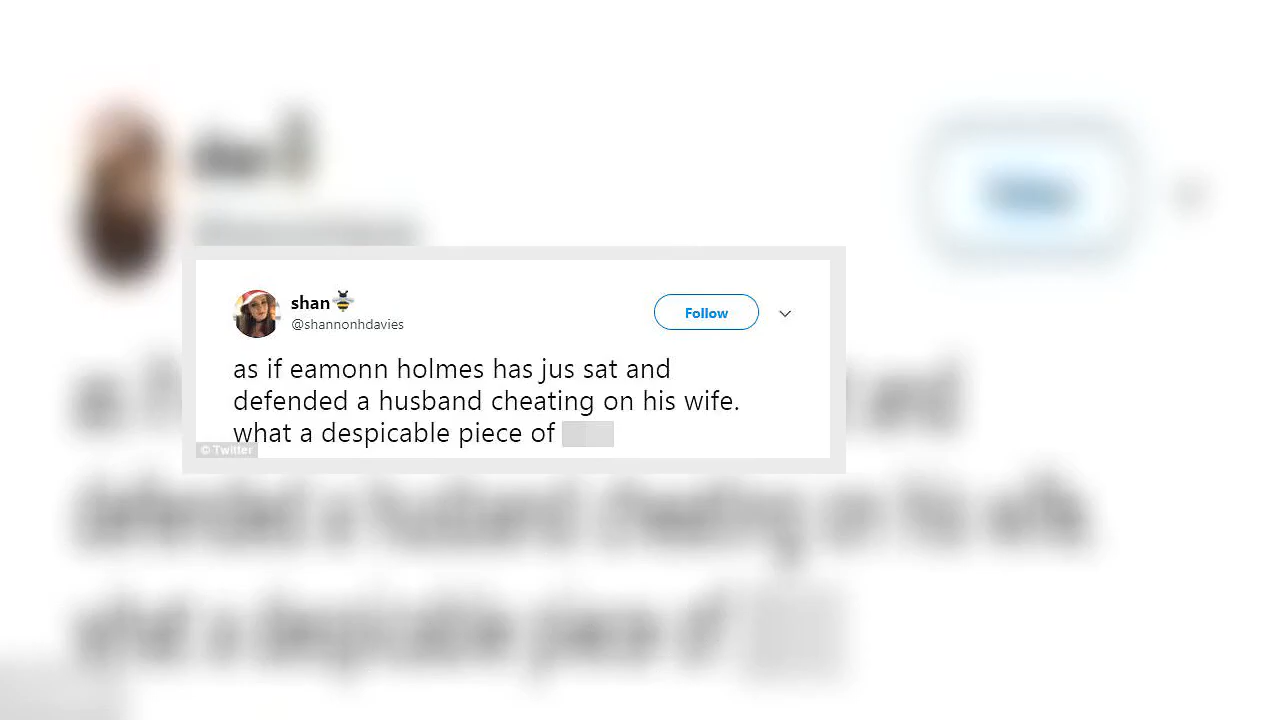 shan🐝
@shannonhdavies
Follow
as if eamonn holmes has jus sat and
defended a husband cheating on his wife.
what a despicable piece of
© Twitter